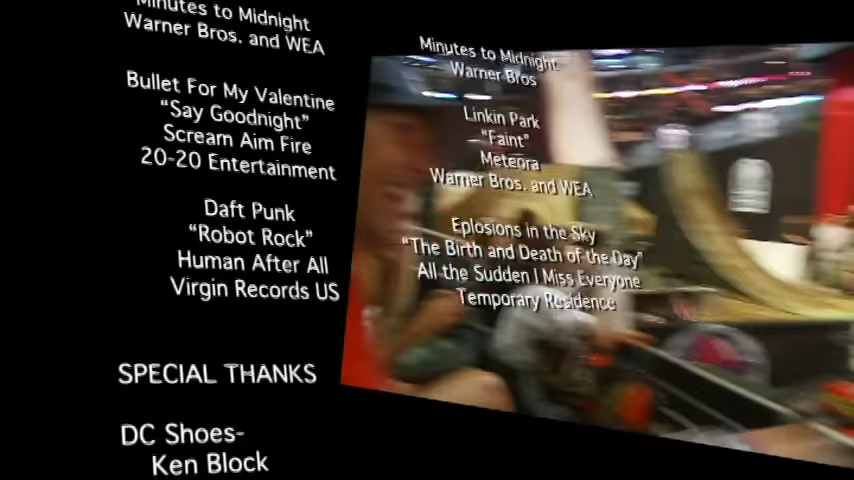 Minutes to Midnight
Warner Bros. and WEA
Bullet For My Valentine
“Say Goodnight”
Scream Aim Fire
20-20 Entertainment
Daft Punk
“Robot Rock”
Human After All
Virgin Records US
SPECIAL THANKS
DC Shoes-
Ken Block
Minutes to Midnight
Warner Bros
Linkin Park
“Faint”
Meteora
Warner Bros. and WEA
Eplosions in the Sky
“The Birth and Death of the Day”
All the Sudden I Miss Everyone
Temporary Residence